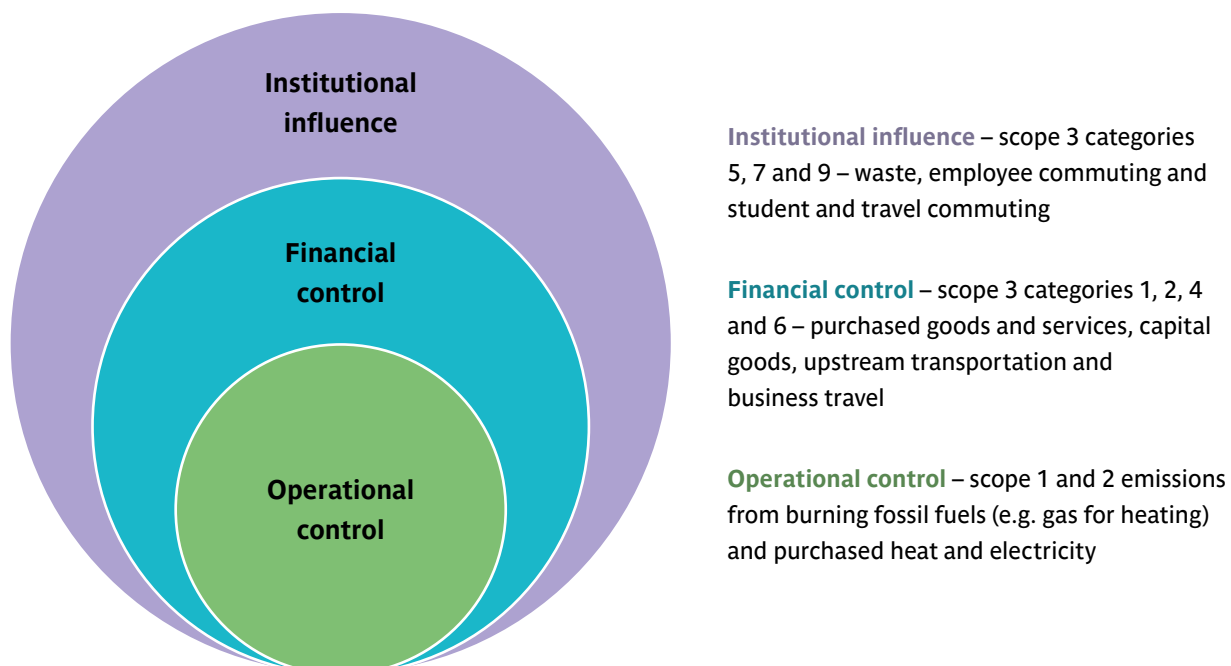 Institutional
influence
Financial
control
Operational
control
Institutional influence – scope 3 categories
5, 7 and 9 – waste, employee commuting and
student and travel commuting
Financial control – scope 3 categories 1, 2, 4
and 6 – purchased goods and services, capital
goods, upstream transportation and
business travel
Operational control – scope 1 and 2 emissions
from burning fossil fuels (e.g. gas for heating)
and purchased heat and electricity